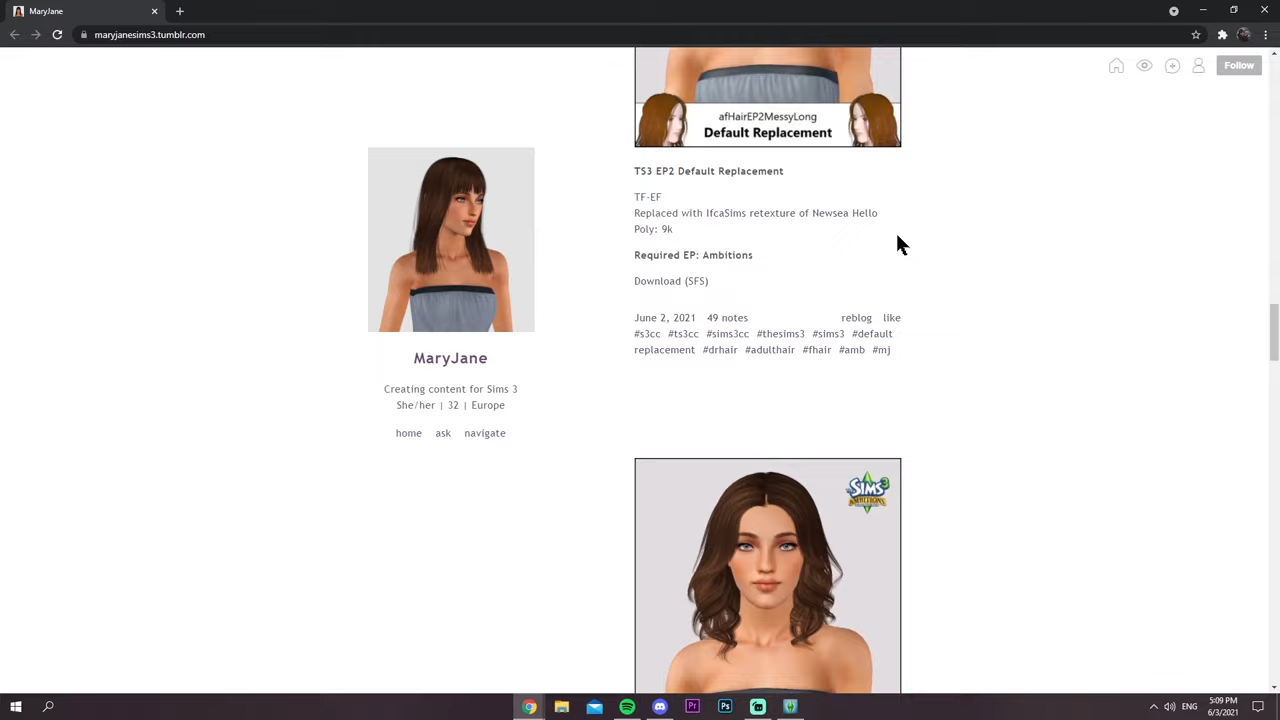 MaryJane
maryjanesims3.tumblr.com
Follow
afHairEP2MessyLong
Default Replacement
TS3 EP2 Default Replacement
TF-EF
Replaced with IfcaSims retexture of Newsea Hello
Poly: 9k
Required EP: Ambitions
Download (SFS)
June 2, 2021 49 notes reblog like
#s3cc #ts3cc #sims3cc #thesims3 #sims3 #default
replacement #drhair #adulthair #fhair #amb #mj
MaryJane
Creating content for Sims 3
She/her | 32 | Europe
home ask navigate
THE SIMS 3
AMBITIONS
Pr
Ps
ENG
5:09 PM
6/3/2021